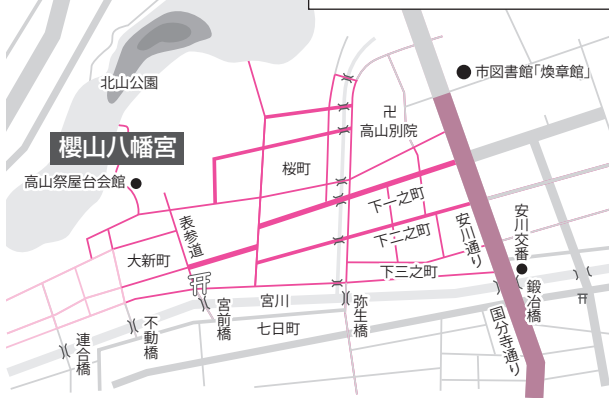 北山公園
市図書館「煥章館」
卍
高山別院
櫻山八幡宮
高山祭屋台会館
桜町
下一之町
下二之町
下三之町
表参道
大新町
安川通り
安川交番
鍛冶橋
宮前橋
宮川
弥生橋
七日町
不動橋
連合橋
国分寺通り